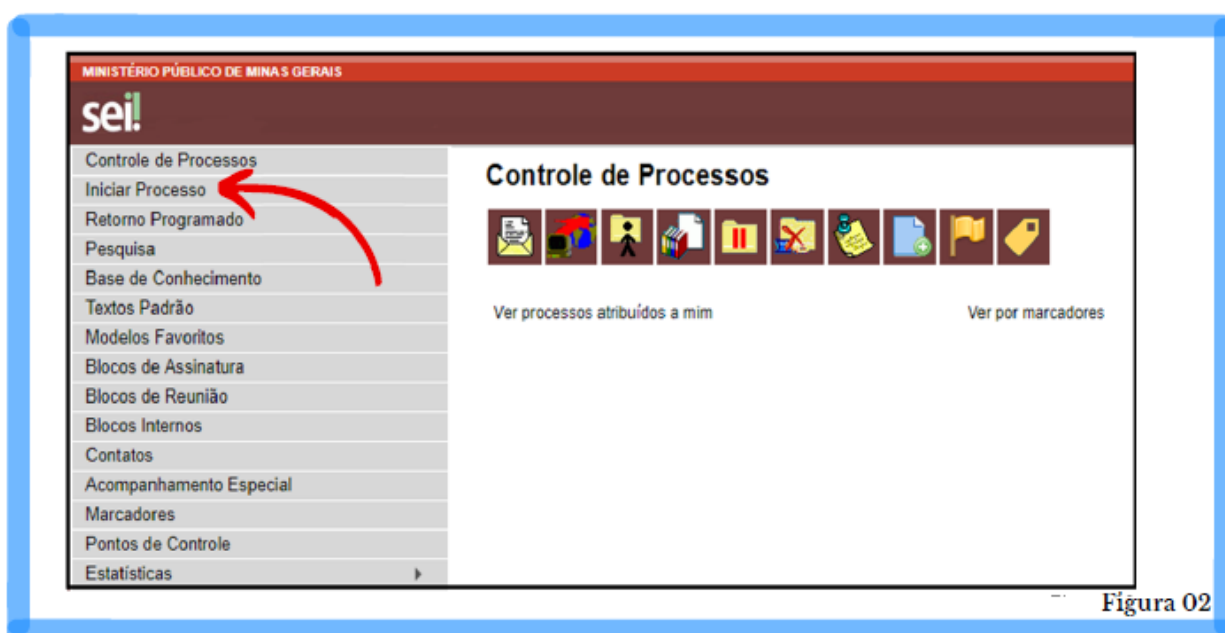 MINISTÉRIO PÚBLICO DE MINAS GERAIS
sei!
Controle de Processos
Iniciar Processo
Retorno Programado
Pesquisa
Base de Conhecimento
Textos Padrão
Modelos Favoritos
Blocos de Assinatura
Blocos de Reunião
Blocos Internos
Contatos
Acompanhamento Especial
Marcadores
Pontos de Controle
Estatísticas
Controle de Processos
Ver processos atribuídos a mim
Ver por marcadores
Figura 02